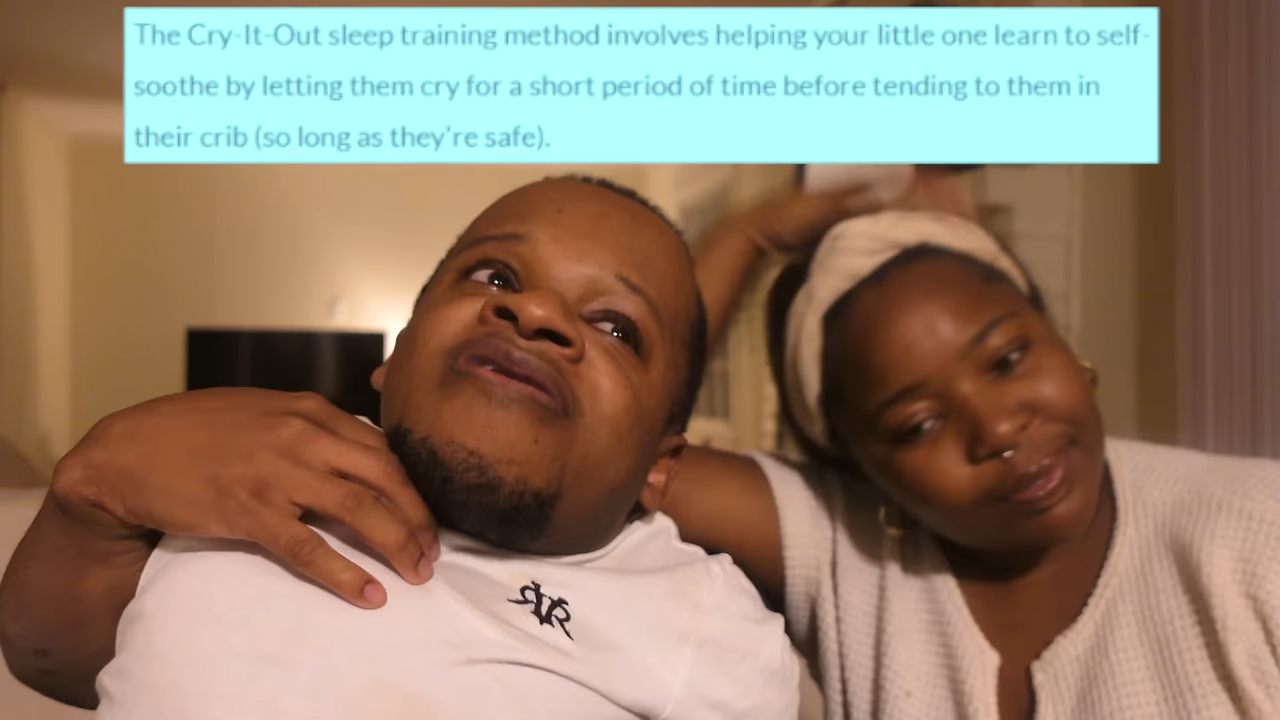 The Cry-It-Out sleep training method involves helping your little one learn to self-
soothe by letting them cry for a short period of time before tending to them in
their crib (so long as they're safe).